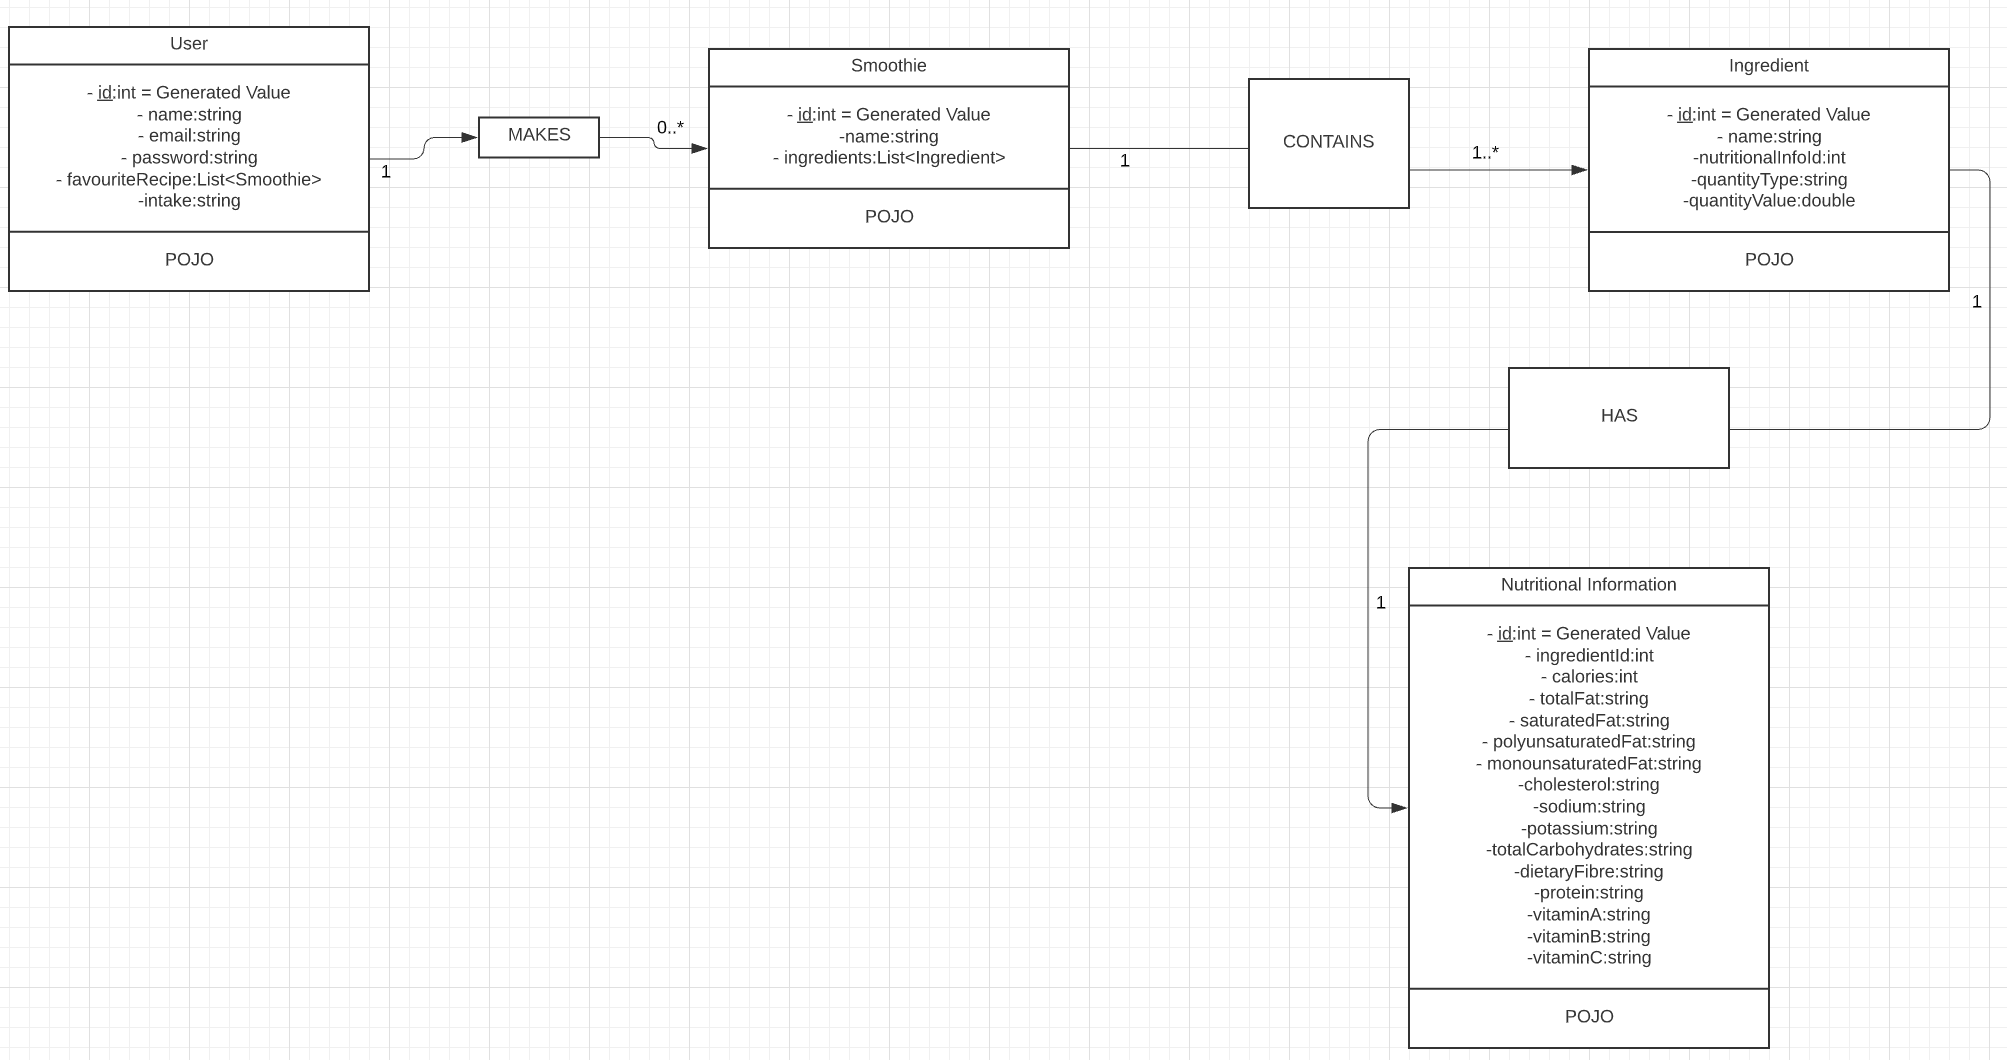 User
- id:int = Generated Value
- name:string
- email:string
- password:string
- favouriteRecipe:List<Smoothie>
-intake:string
POJO
1
MAKES
0..*
Smoothie
- id:int = Generated Value
-name:string
- ingredients:List<Ingredient>
POJO
1
CONTAINS
1..*
Ingredient
- id:int = Generated Value
- name:string
-nutritionalInfoId:int
-quantityType:string
-quantityValue:double
POJO
1
HAS
1
Nutritional Information
- id:int = Generated Value
- ingredientId:int
- calories:int
- totalFat:string
- saturatedFat:string
- polyunsaturatedFat:string
- monounsaturatedFat:string
-cholesterol:string
-sodium:string
-potassium:string
-totalCarbohydrates:string
-dietaryFibre:string
-protein:string
-vitaminA:string
-vitaminB:string
-vitaminC:string
POJO